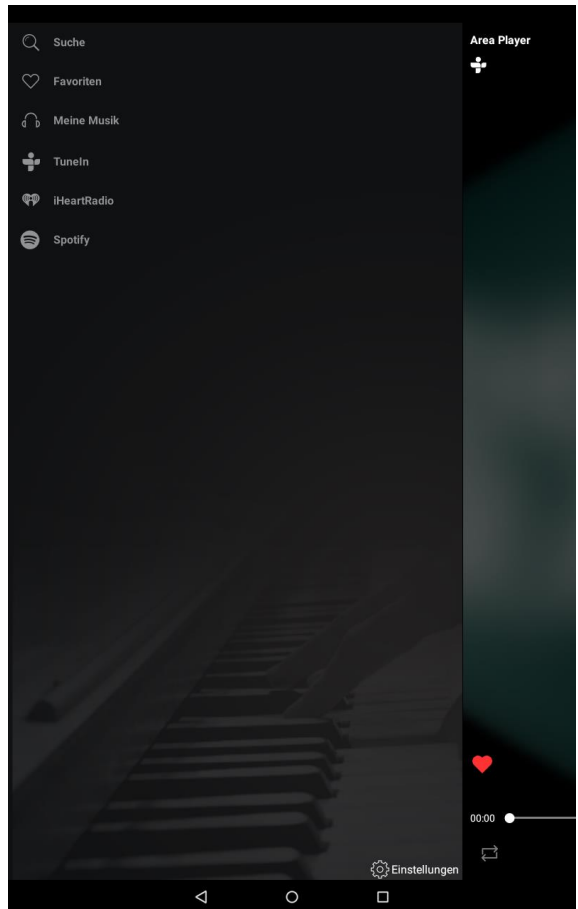 Suche
Favoriten
Meine Musik
TuneIn
iHeartRadio
Spotify
Einstellungen
Area Player
00:00